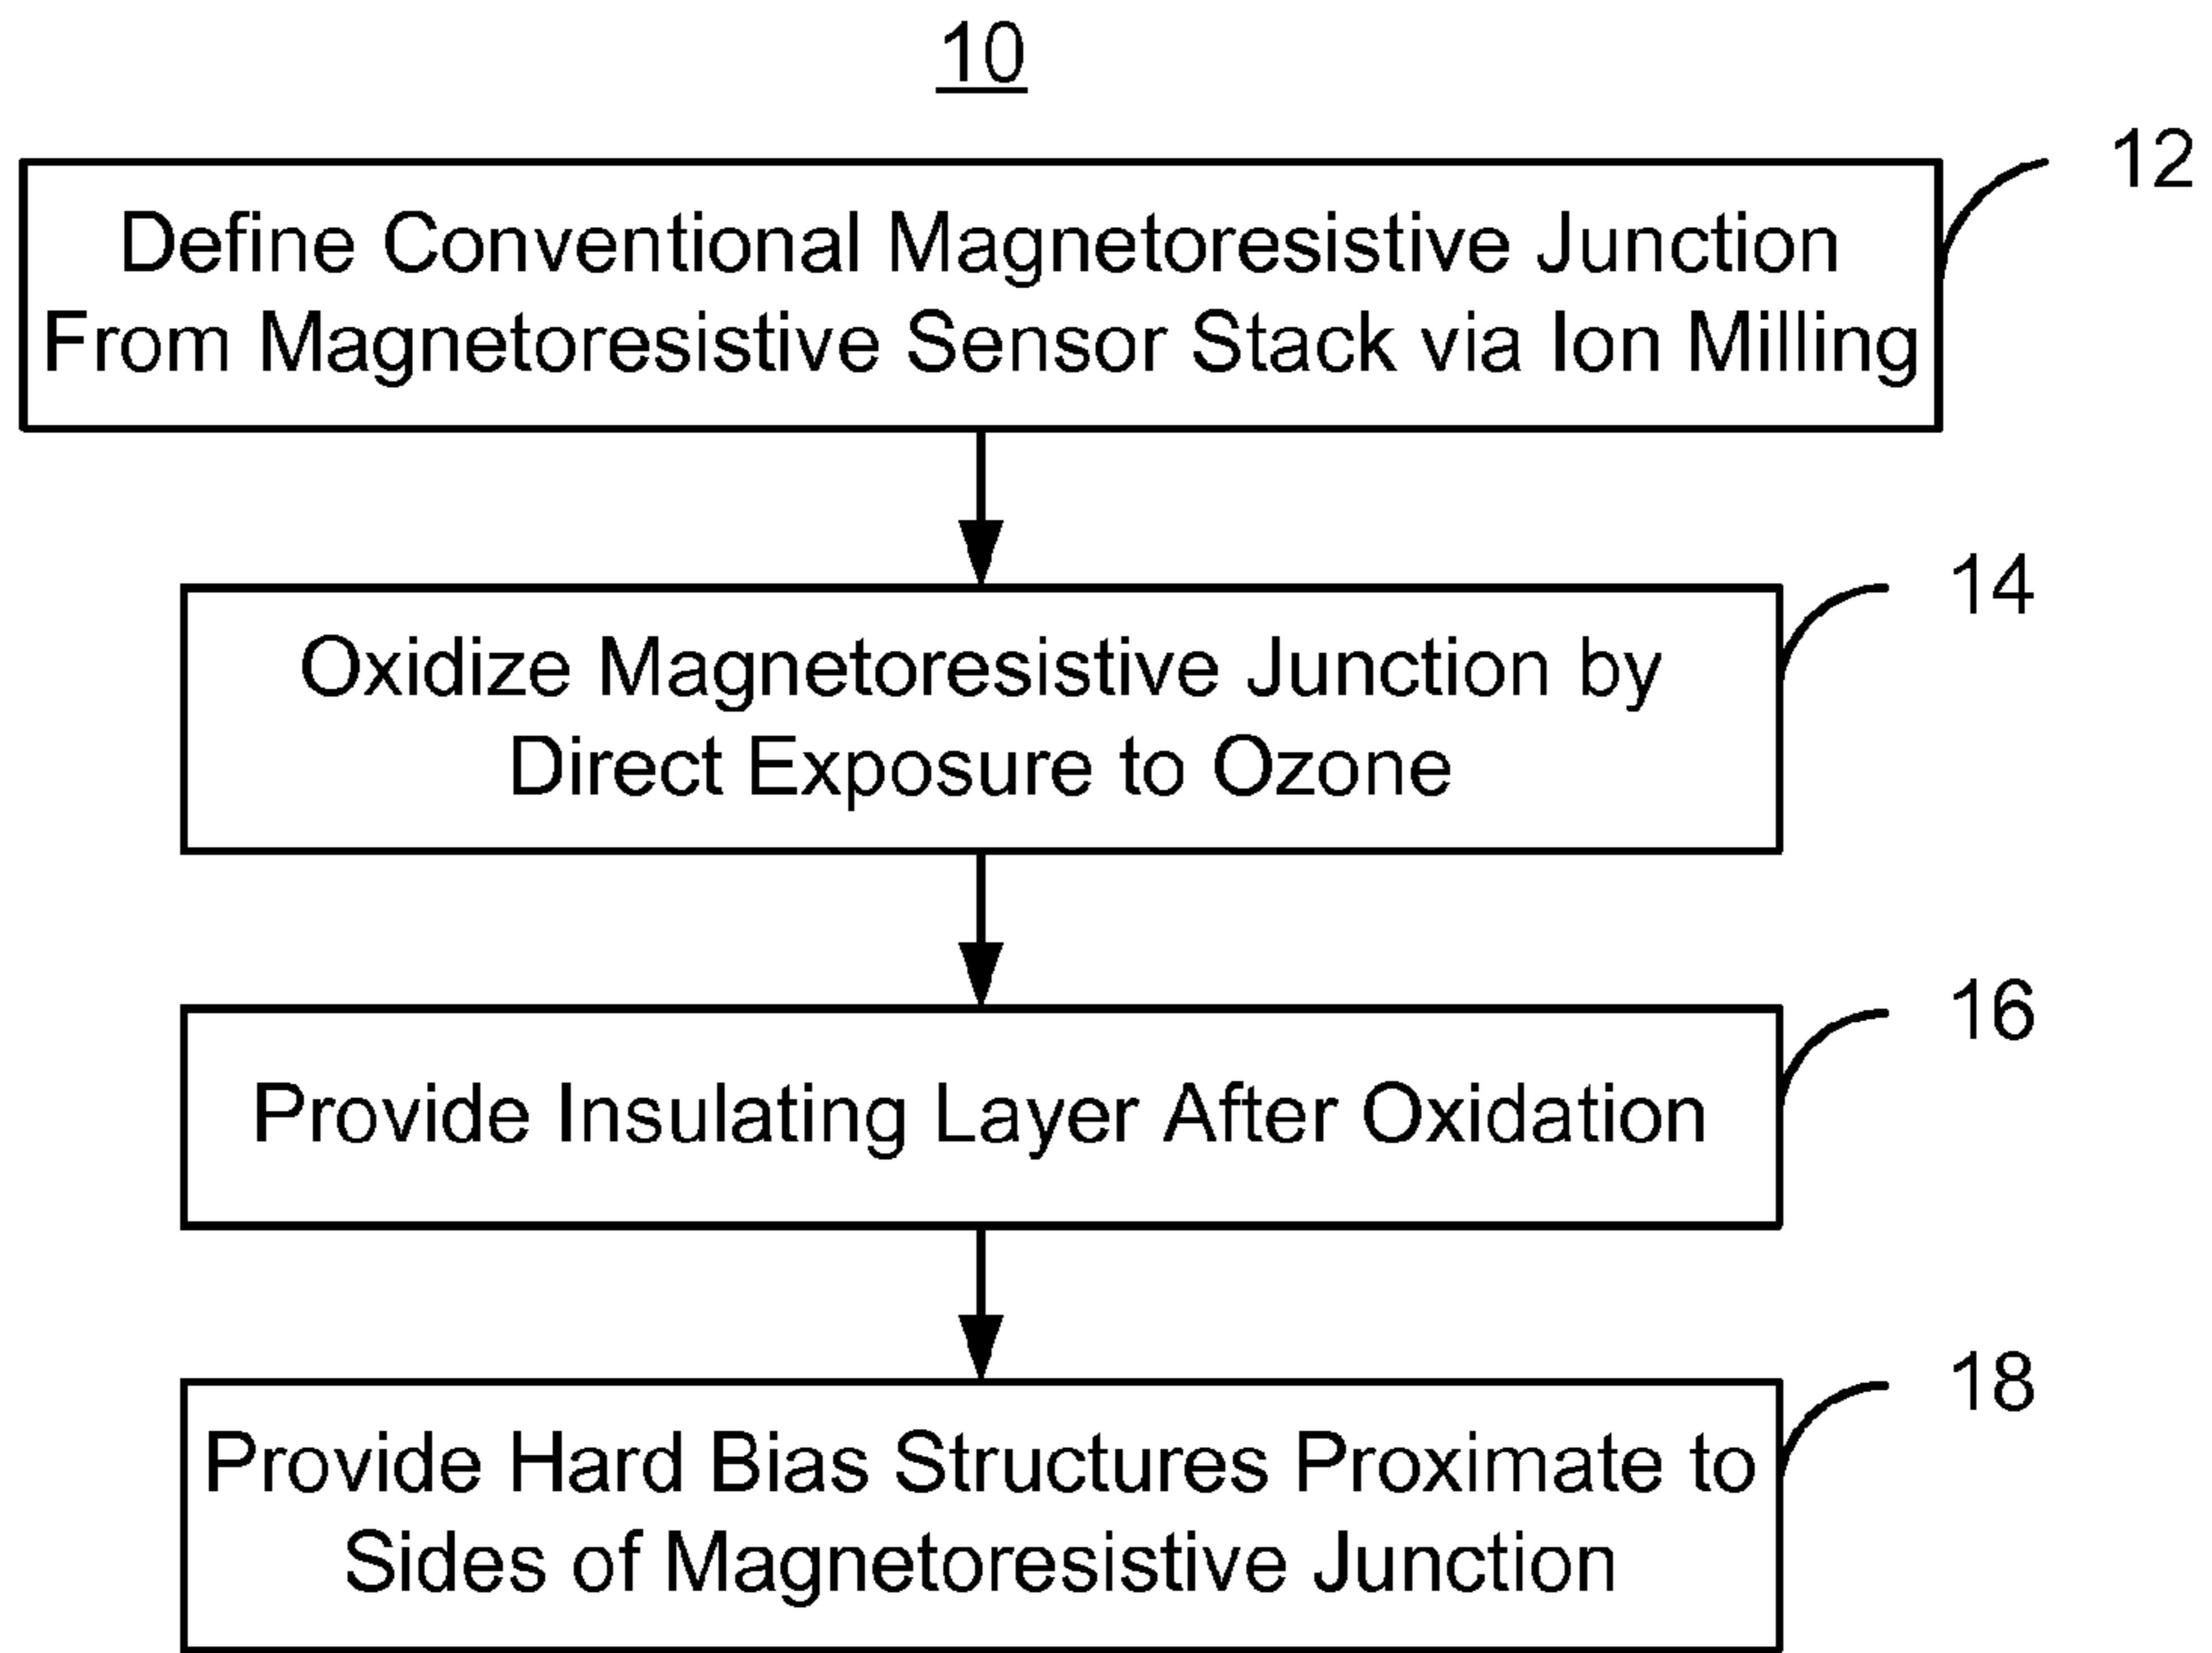 10
12
Define Conventional Magnetoresistive Junction
From Magnetoresistive Sensor Stack via Ion Milling
14
Oxidize Magnetoresistive Junction by
Direct Exposure to Ozone
16
Provide Insulating Layer After Oxidation
18
Provide Hard Bias Structures Proximate to
Sides of Magnetoresistive Junction